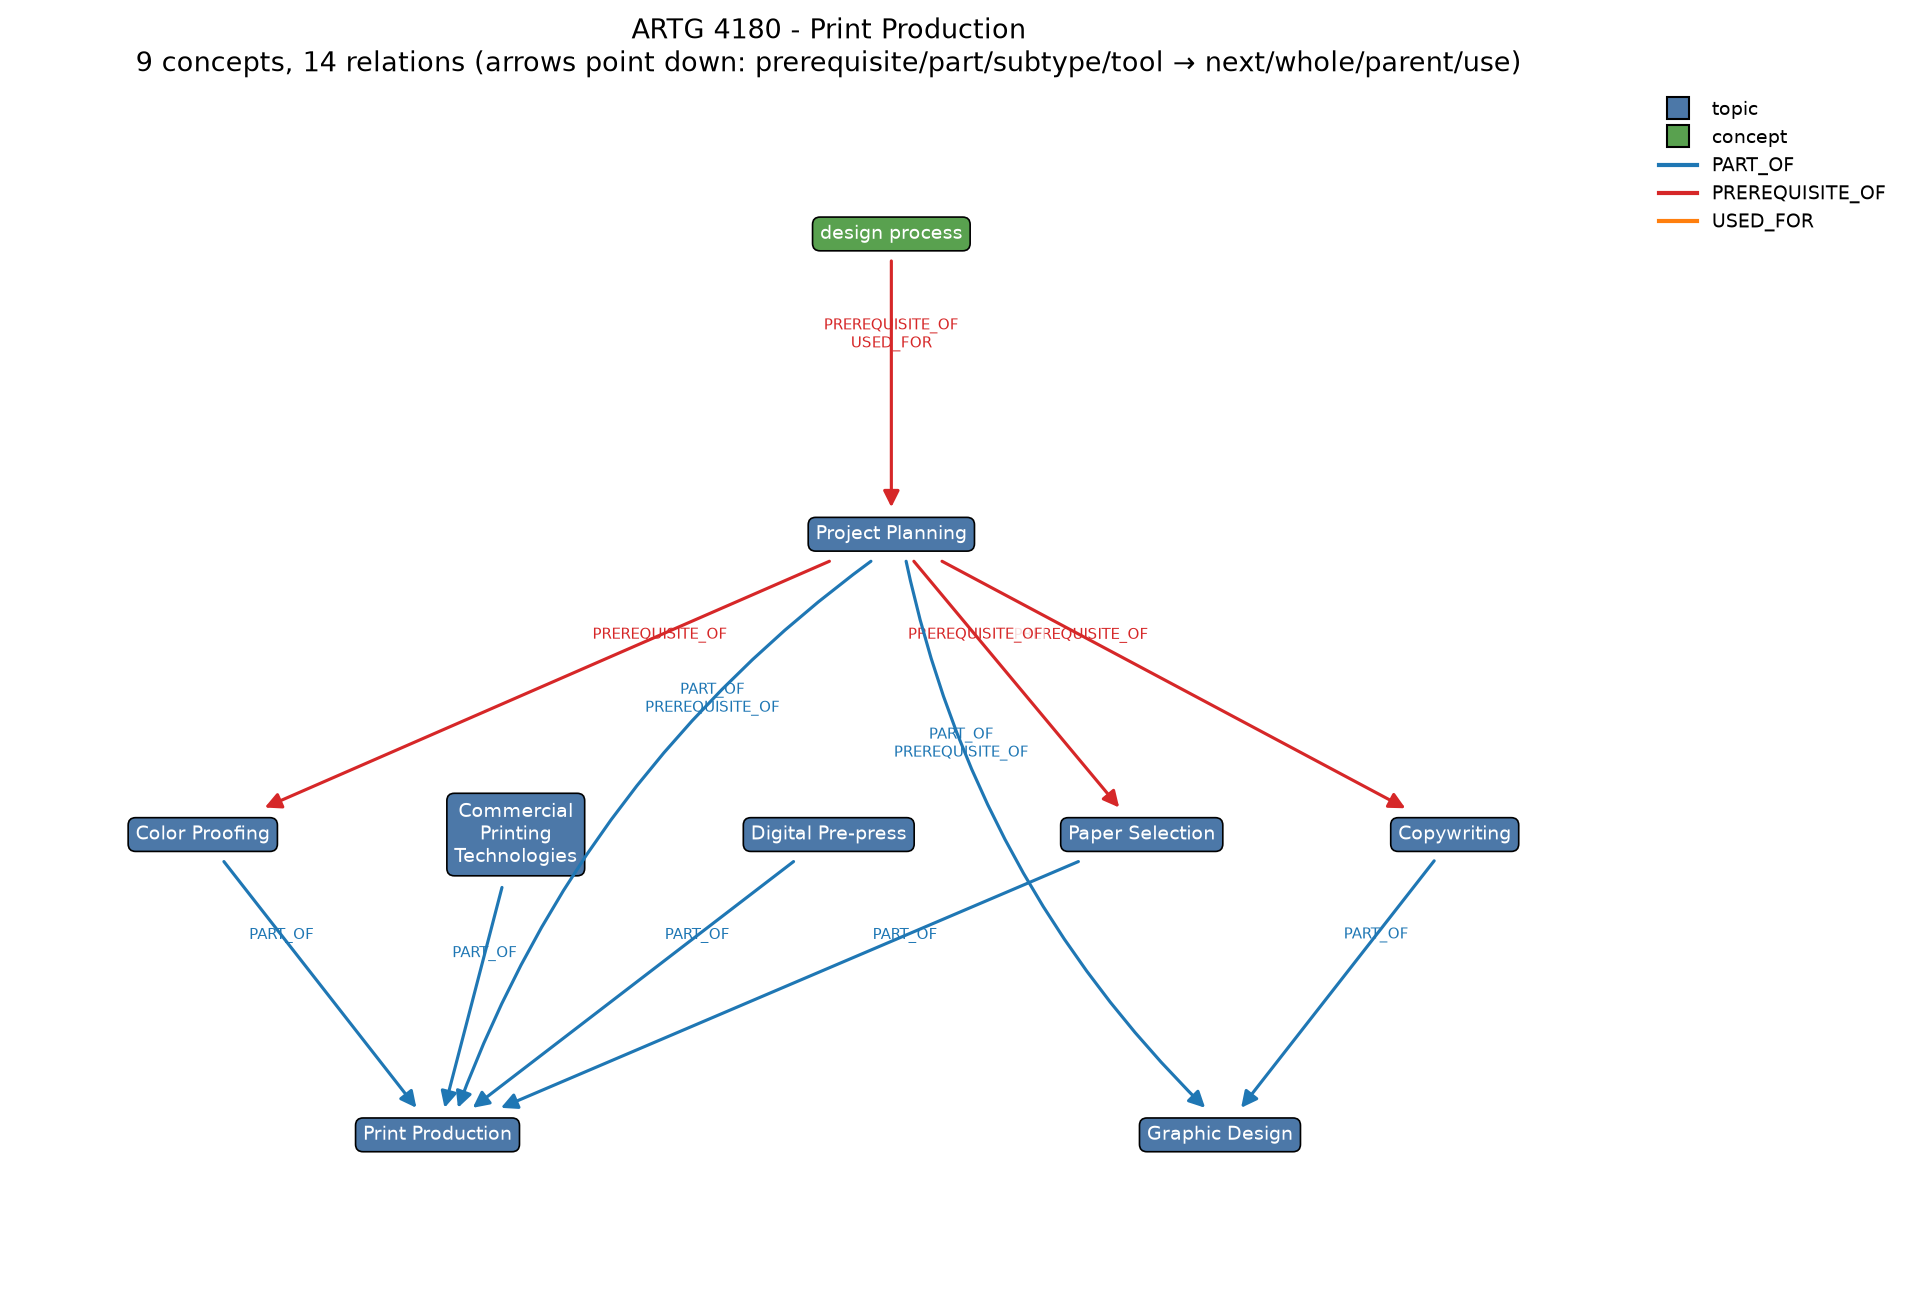 ARTG 4180 - Print Production
9 concepts, 14 relations (arrows point down: prerequisite/part/subtype/tool → next/whole/parent/use)
topic
concept
PART_OF
PREREQUISITE_OF
USED_FOR
design process
PREREQUISITE_OF
USED_FOR
Project Planning
PREREQUISITE_OF
PREREQUISITE_OF
PREREQUISITE_OF
PART_OF
PREREQUISITE_OF
PART_OF
PREREQUISITE_OF
Color Proofing
Commercial
Printing
Technologies
Digital Pre-press
Paper Selection
Copywriting
PART_OF
PART_OF
PART_OF
PART_OF
PART_OF
Print Production
Graphic Design